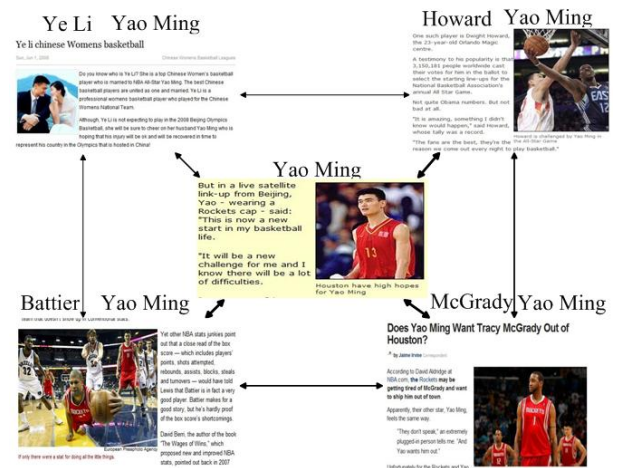 Ye Li Yao Ming
Ye li chinese Womens basketball
Sun, Jun 1, 2008
Chinese Womens Basketball Leagues
Do you know who is Ye Li? She is a top Chinese Women's basketball
player who is married to NBA All-Star Yao Ming. The best Chinese
basketball players are united as one and married. Ye Li is a
professional womens basketball player who played for the Chinese
Womens National Team.
Although, Ye Li is not expecting to play in the 2008 Beijing Olympics
Basketball, she will be sure to cheer on her husband Yao Ming who is
hoping that his injury will be ok and will be recovered in time to
represent his country in the Olympics that is hosted in China!
Howard Yao Ming
One such player is Dwight Howard,
the 23-year-old Orlando Magic
centre.
A testimony to his popularity is that
3,150,181 people worldwide cast
their votes for him in the ballot to
select the starting line-ups for the
National Basketball Association's
annual All Star Game.
Not quite Obama numbers. But not
bad at all.
"It is amazing, something I didn't
know would happen," said Howard,
whose tally was a record.
"The fans are the best, they're the
reason we come out every night to play basketball."
Howard is challenged by Yao Ming in
the All-Star Game
Yao Ming
But in a live satellite
link-up from Beijing,
Yao - wearing a
Rockets cap - said:
"This is now a new
start in my basketball
life.
"It will be a new
challenge for me and I
know there will be a lot
of difficulties.
13
Houston have high hopes
for Yao Ming
Battier Yao Ming
Yet other NBA statistics junkies point
out that a close read of the box
score — which includes players'
points, shots attempted,
rebounds, assists, blocks, steals
and turnovers — would have told
Lewis that Battier is in fact a very
good player. Battier makes for a
good story, but he's hardly proof
of the box score's shortcomings.
David Berri, the author of the book
"The Wages of Wins," which
proposed new and improved NBA
stats, pointed out back in 2007
European Pressphoto Agency
If only there were a stat for doing all the little things.
McGrady Yao Ming
Does Yao Ming Want Tracy McGrady Out of
Houston?
by Jaime Irvine Correspondent
According to David Aldridge at
NBA.com, the Rockets may be
getting tired of McGrady and want
to ship him out of town.
Apparently, their other star, Yao Ming,
feels the same way.
"They don't speak," an extremely
plugged-in person tells me. "And
Yao wants him out."
ROCKETS
1